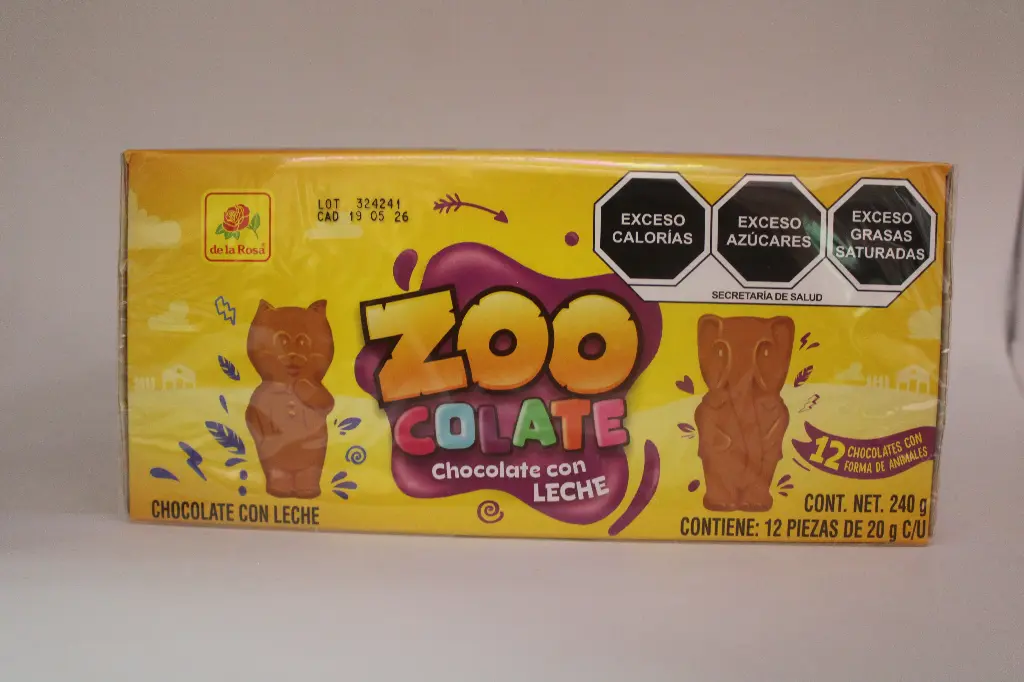 de la Rosa®
LOT 324241
CAD 19 05 26
EXCESO
CALORÍAS
EXCESO
AZÚCARES
EXCESO
GRASAS
SATURADAS
SECRETARÍA DE SALUD
ZOO
COLATE
Chocolate con
LECHE
12 CHOCOLATES CON
FORMA DE ANIMALES
CHOCOLATE CON LECHE
CONT. NET. 240 g
CONTIENE: 12 PIEZAS DE 20 g C/U